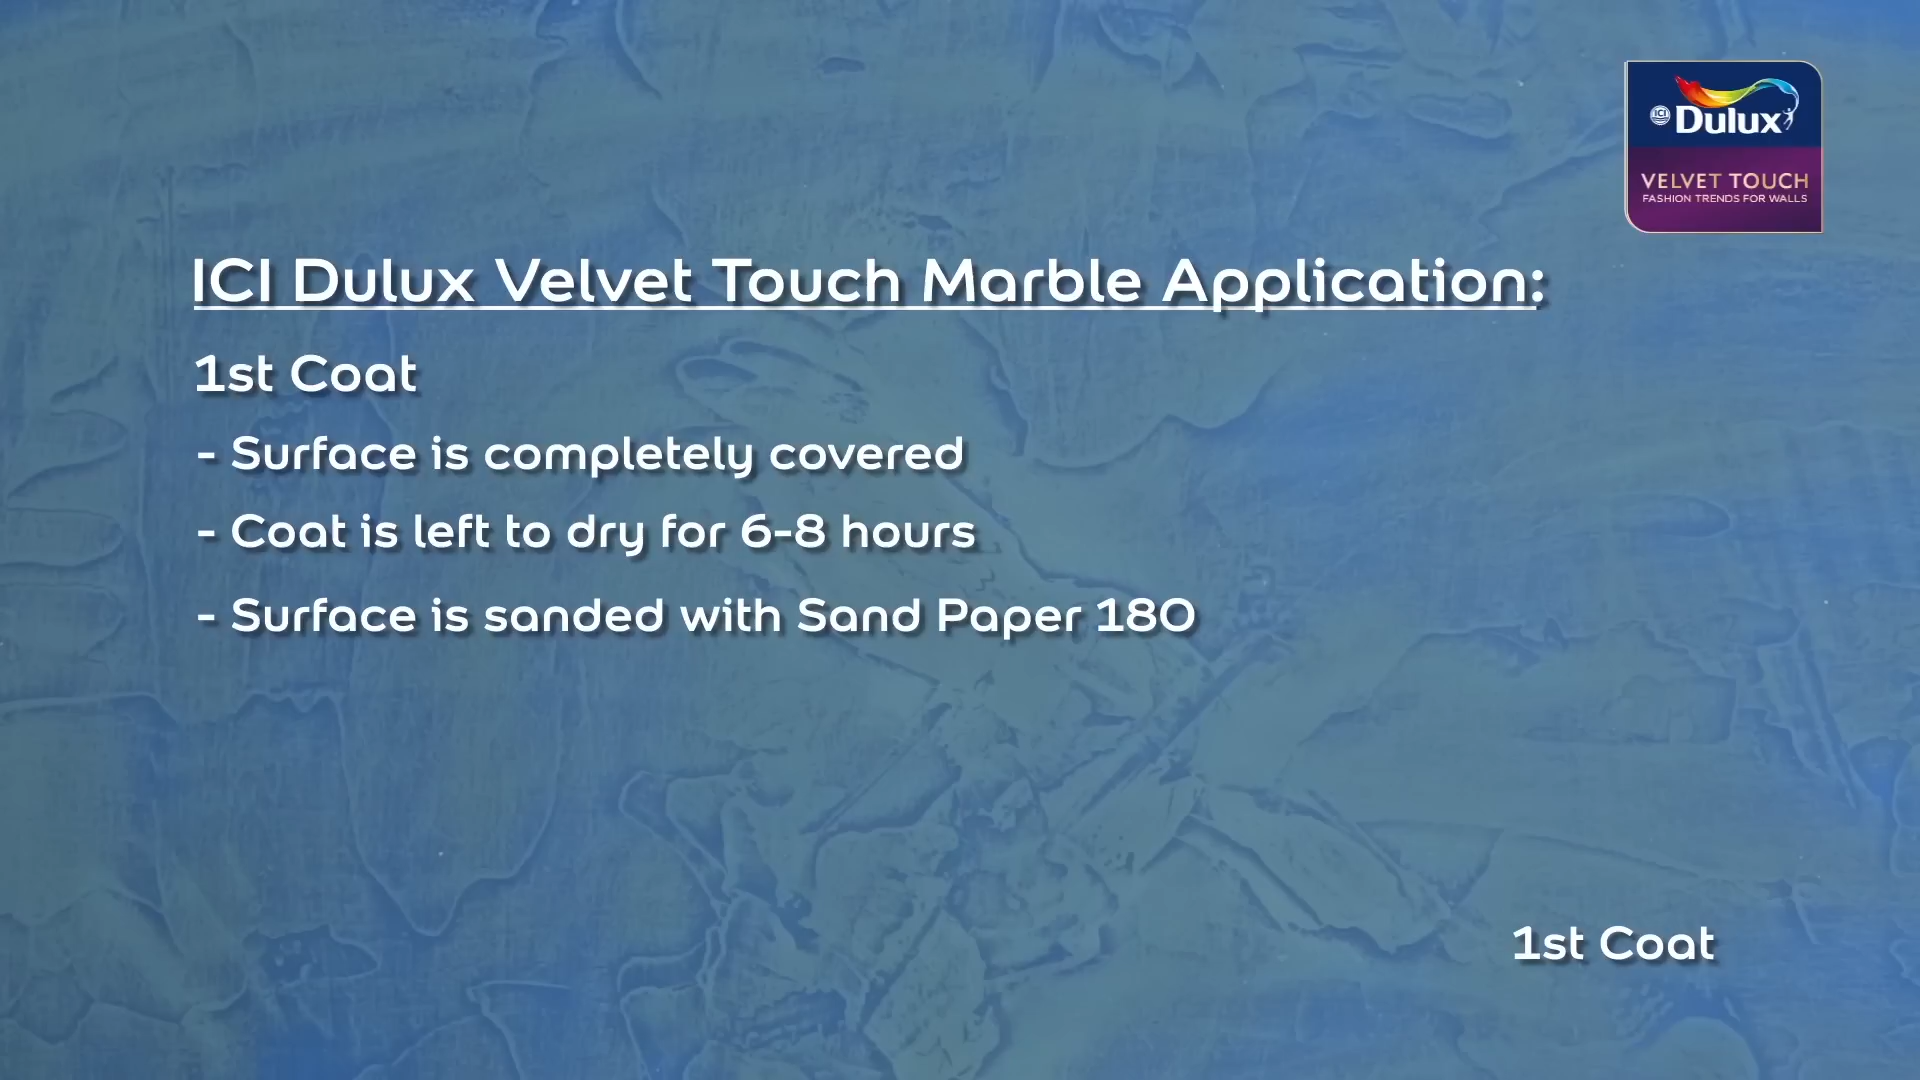 ICI
Dulux
VELVET TOUCH
FASHION TRENDS FOR WALLS
ICI Dulux Velvet Touch Marble Application:
1st Coat
- Surface is completely covered
- Coat is left to dry for 6-8 hours
- Surface is sanded with Sand Paper 180
1st Coat